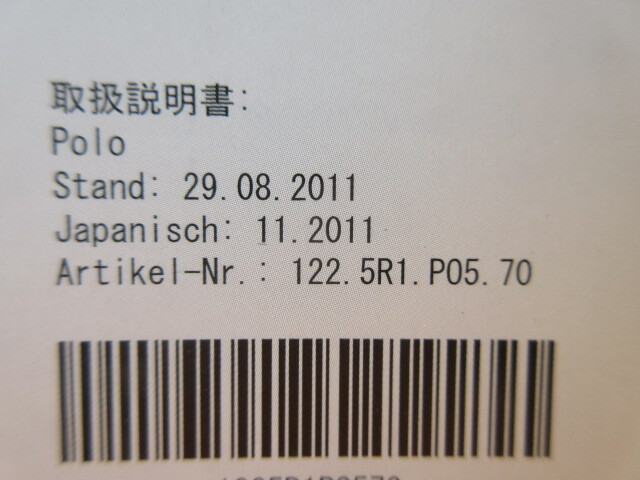 取扱説明書:
Polo
Stand: 29.08.2011
Japanisch: 11.2011
Artikel-Nr.: 122.5R1.P05.70